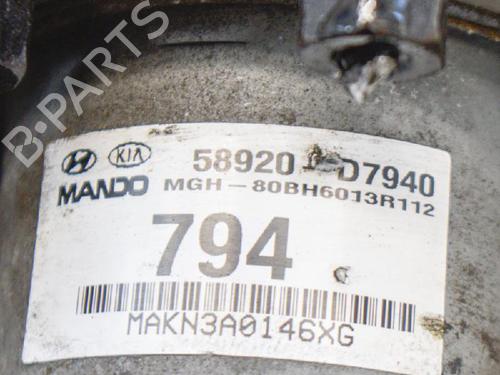 B-PARTS
KIA 58920 - D7940
MANDO MGH-80BH6013R112
794 C
MAKN3A0146XG